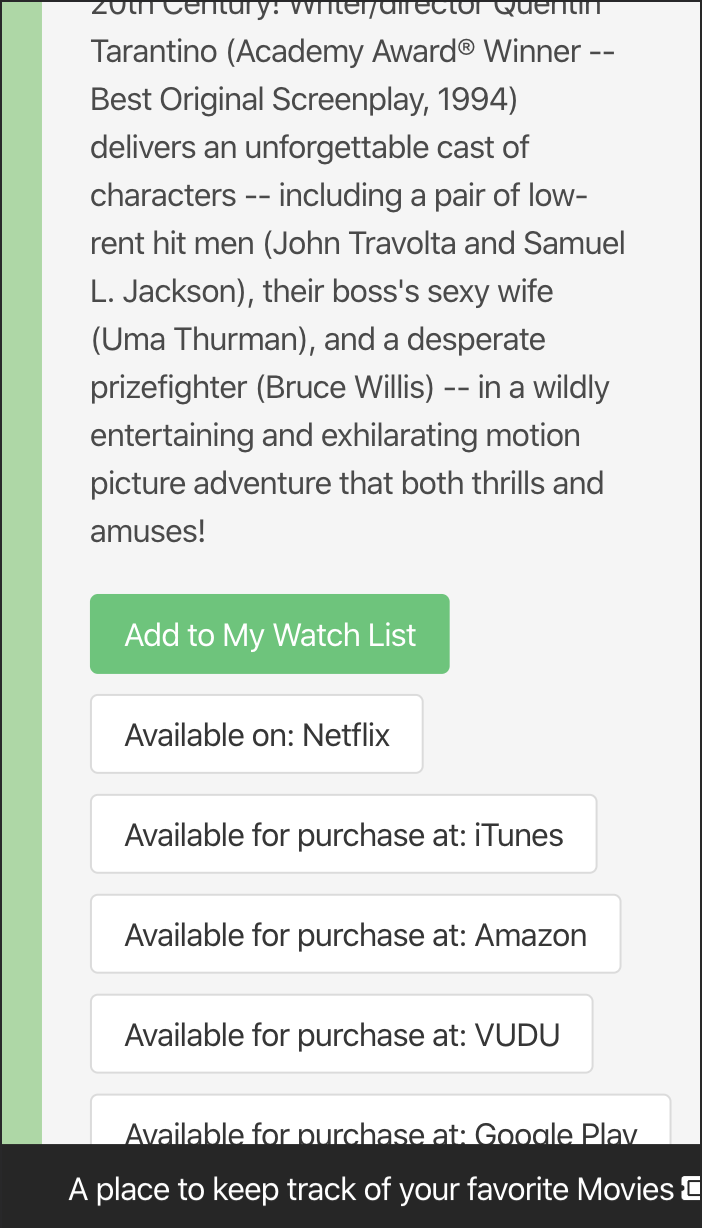 20th Century! Writer/director Quentin
Tarantino (Academy Award® Winner --
Best Original Screenplay, 1994)
delivers an unforgettable cast of
characters -- including a pair of low-
rent hit men (John Travolta and Samuel
L. Jackson), their boss's sexy wife
(Uma Thurman), and a desperate
prizefighter (Bruce Willis) -- in a wildly
entertaining and exhilarating motion
picture adventure that both thrills and
amuses!
Add to My Watch List
Available on: Netflix
Available for purchase at: iTunes
Available for purchase at: Amazon
Available for purchase at: VUDU
Available for purchase at: Google Play
A place to keep track of your favorite Movies